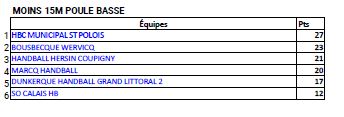 MOINS 15M POULE BASSE
Équipes Pts
1 HBC MUNICIPAL ST POLOIS 27
2 BOUSBECQUE WERVICQ 23
3 HANDBALL HERSIN COUPIGNY 21
4 MARCQ HANDBALL 20
5 DUNKERQUE HANDBALL GRAND LITTORAL 2 17
6 SO CALAIS HB 12